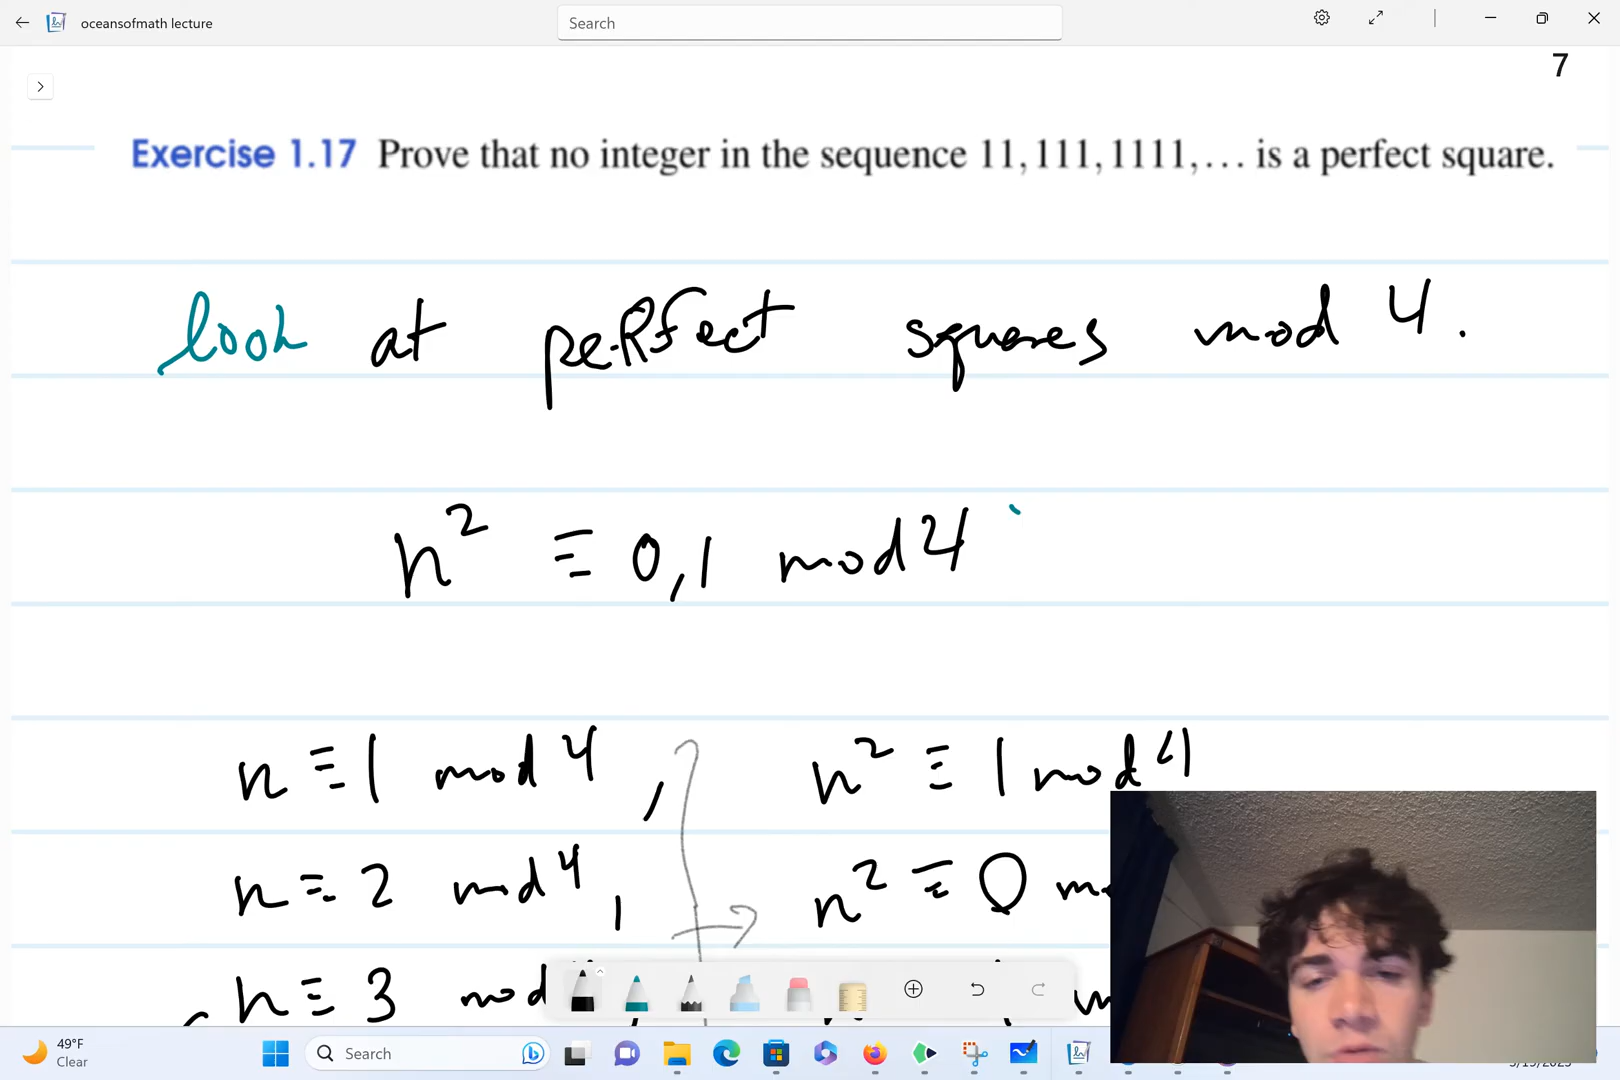 oceansofmath lecture
Search
7
Exercise 1.17 Prove that no integer in the sequence 11, 111, 1111, ... is a perfect square.
look at perfect squares mod 4.
n² ≡ 0,1 mod 4
n ≡ 1 mod 4, n² ≡ 1 mod 4
n ≡ 2 mod 4, n² ≡ 0
n ≡ 3 mod
49°F
Clear
Search